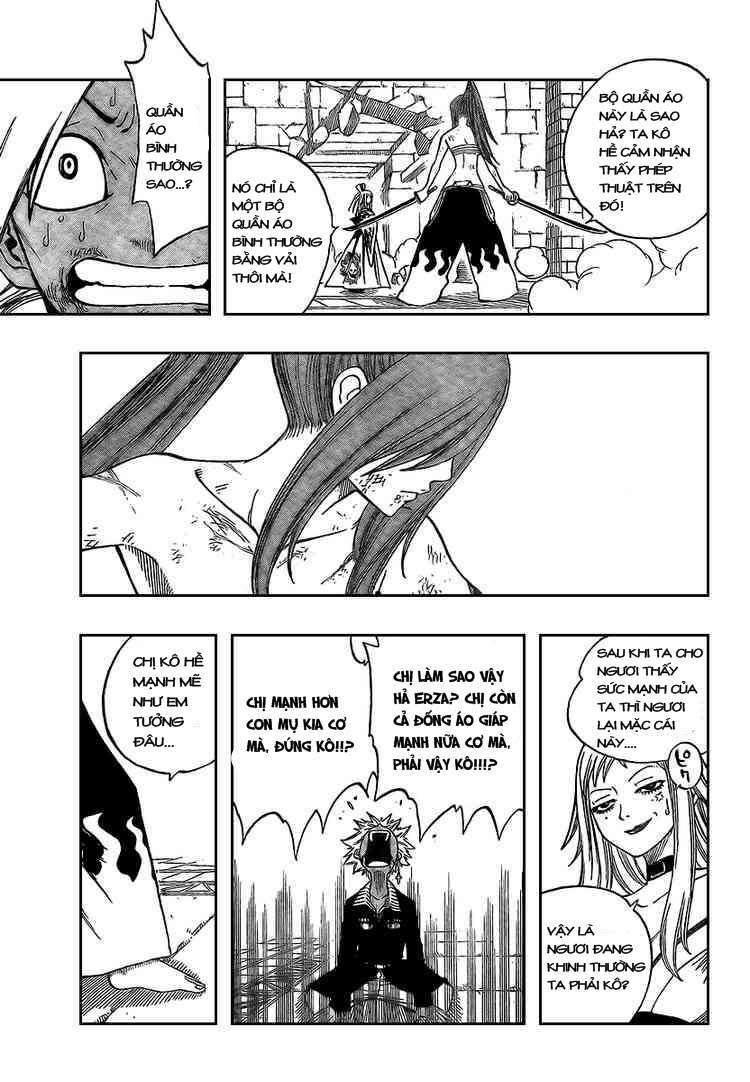 BỘ QUẦN ÁO
NÀY LÀ SAO
HẢ? TA KÔ
HỀ CẢM NHẬN
THẤY PHÉP
THUẬT TRÊN
ĐÓ!
NÓ CHỈ LÀ
MỘT BỘ
QUẦN ÁO
BÌNH THƯỜNG
BẰNG VẢI
THÔI MÀ!
QUẦN
ÁO
BÌNH
THƯỜNG
SAO...?
SAU KHI TA CHO
NGƯƠI THẤY
SỨC MẠNH CỦA
TA THÌ NGƯƠI
LẠI MẶC CÁI
NÀY....
ピク
VẬY LÀ
NGƯƠI ĐANG
KHINH THƯỜNG
TA PHẢI KÔ?
CHỊ LÀM SAO VẬY
HẢ ERZA? CHỊ CÒN
CẢ ĐỐNG ÁO GIÁP
MẠNH NỮA CƠ MÀ,
PHẢI VẬY KÔ!!!?
CHỊ MẠNH HƠN
CON MỤ KIA CƠ
MÀ, ĐÚNG KÔ!!?
CHỊ KÔ HỀ
MẠNH MẼ
NHƯ EM
TƯỞNG
ĐÂU...